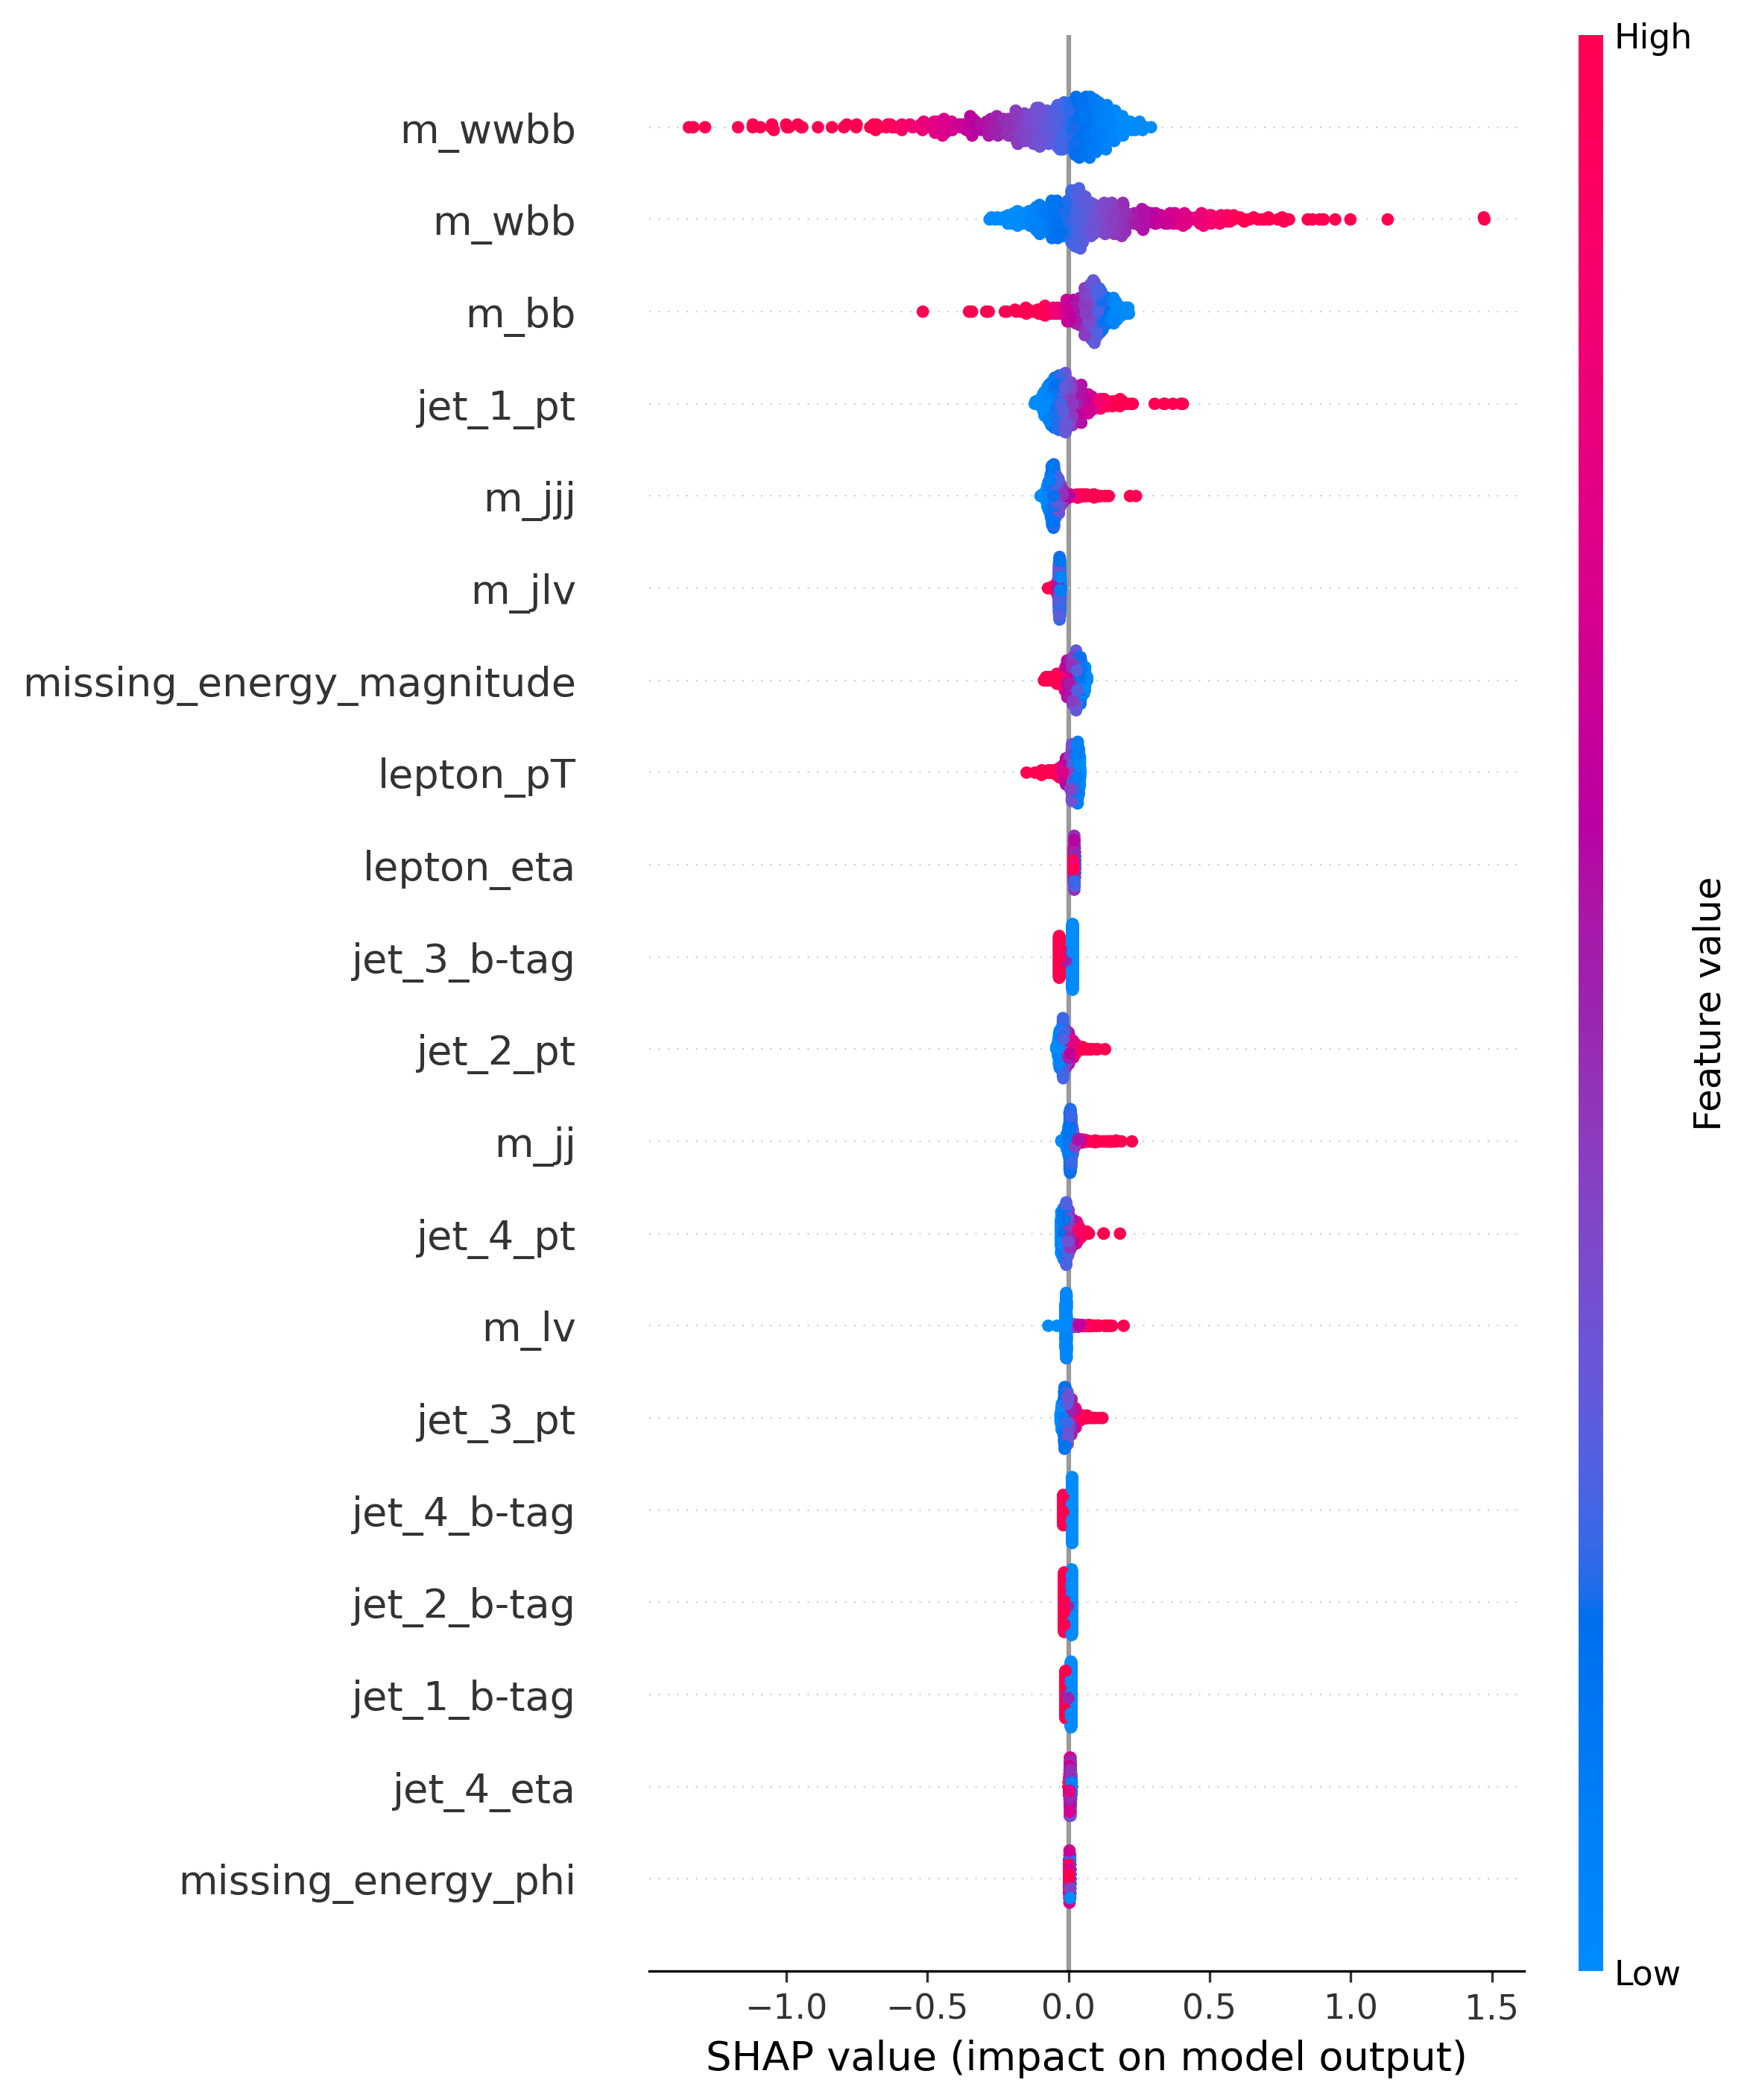 High
m_wwbb
m_wbb
m_bb
jet_1_pt
m_jjj
m_jlv
missing_energy_magnitude
lepton_pT
lepton_eta
jet_3_b-tag
jet_2_pt
m_jj
jet_4_pt
m_lv
jet_3_pt
jet_4_b-tag
jet_2_b-tag
jet_1_b-tag
jet_4_eta
missing_energy_phi
Feature value
Low
−1.0 −0.5 0.0 0.5 1.0 1.5
SHAP value (impact on model output)